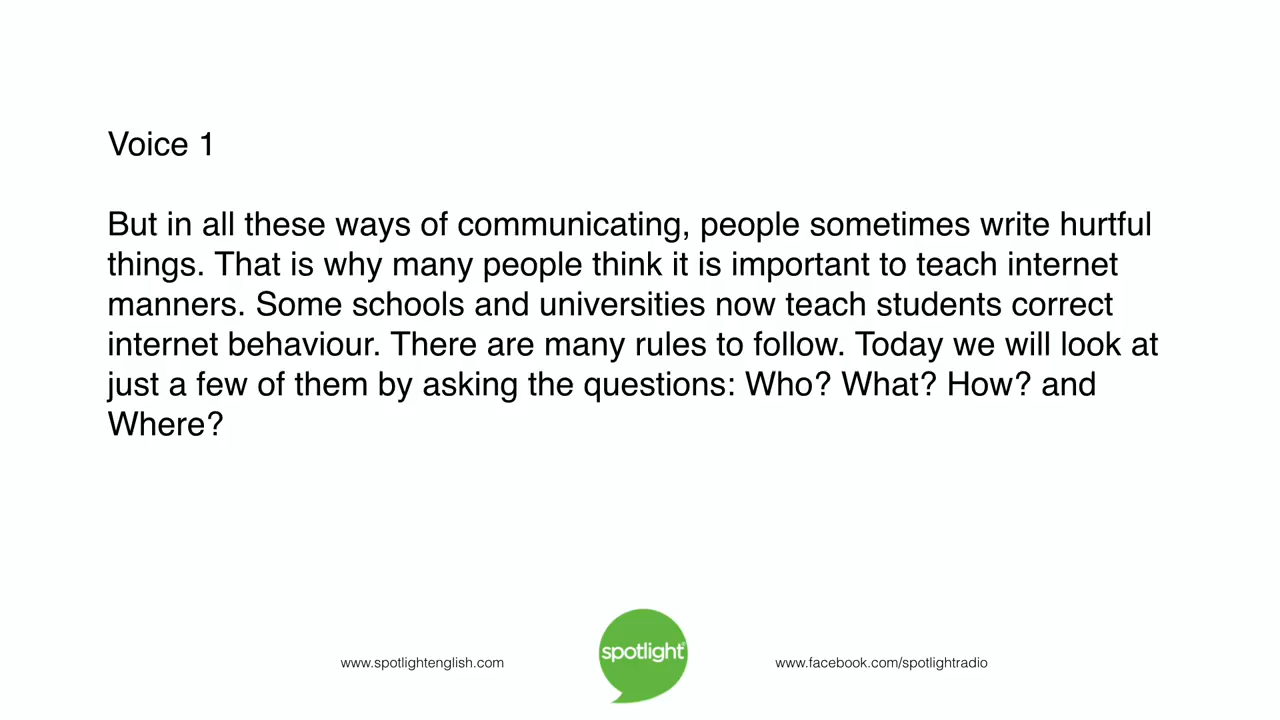 Voice 1
But in all these ways of communicating, people sometimes write hurtful
things. That is why many people think it is important to teach internet
manners. Some schools and universities now teach students correct
internet behaviour. There are many rules to follow. Today we will look at
just a few of them by asking the questions: Who? What? How? and
Where?
www.spotlightenglish.com
spotlight
www.facebook.com/spotlightradio